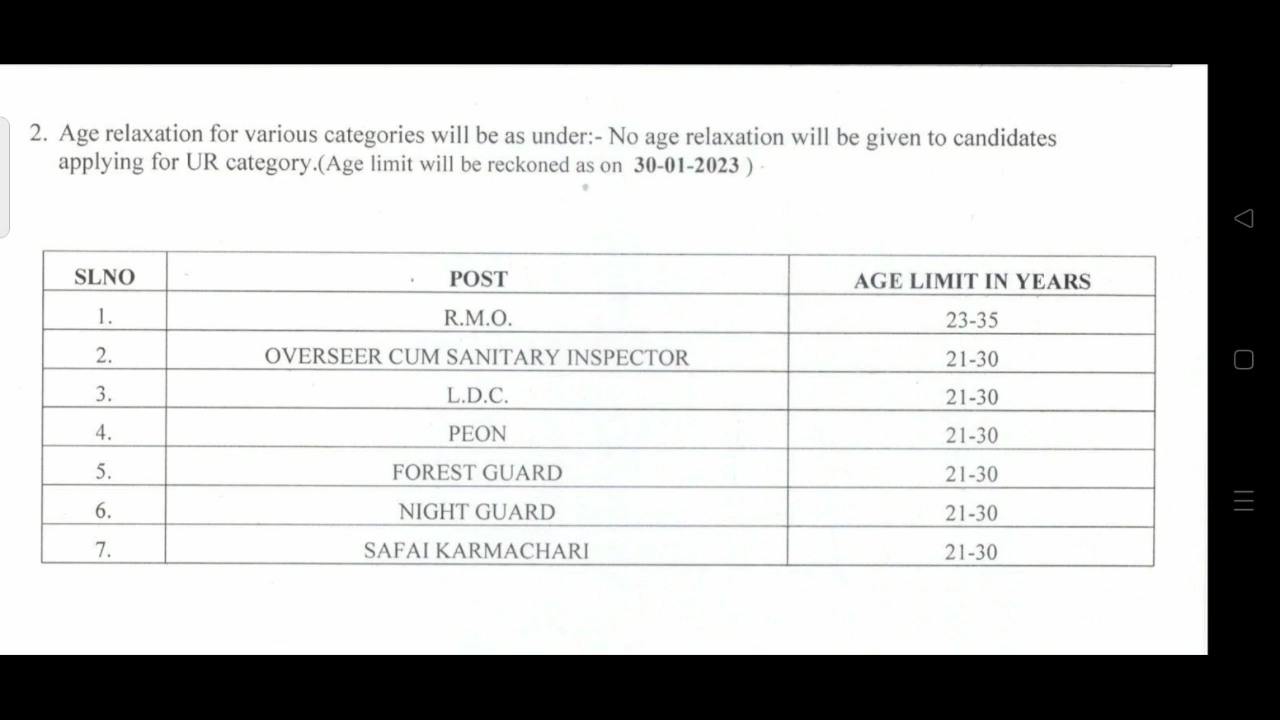 2. Age relaxation for various categories will be as under:- No age relaxation will be given to candidates
applying for UR category.(Age limit will be reckoned as on 30-01-2023 )
SLNO POST AGE LIMIT IN YEARS
1. R.M.O. 23-35
2. OVERSEER CUM SANITARY INSPECTOR 21-30
3. L.D.C. 21-30
4. PEON 21-30
5. FOREST GUARD 21-30
6. NIGHT GUARD 21-30
7. SAFAI KARMACHARI 21-30